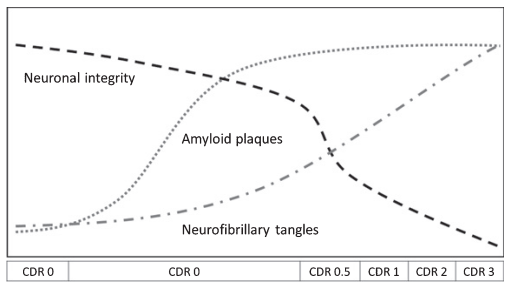 Neuronal integrity
Amyloid plaques
Neurofibrillary tangles
CDR 0 CDR 0 CDR 0.5 CDR 1 CDR 2 CDR 3